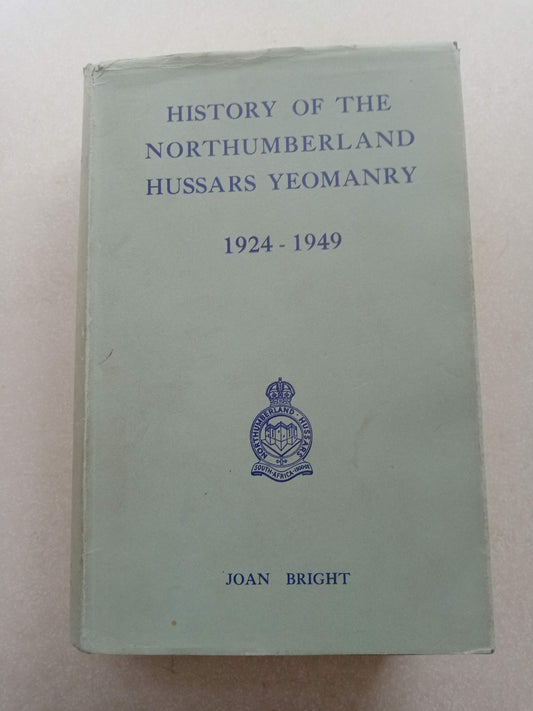 HISTORY OF THE
NORTHUMBERLAND
HUSSARS YEOMANRY
1924 - 1949
NORTHUMBERLAND · HUSSARS
SOUTH · AFRICA · 1900-02
JOAN BRIGHT